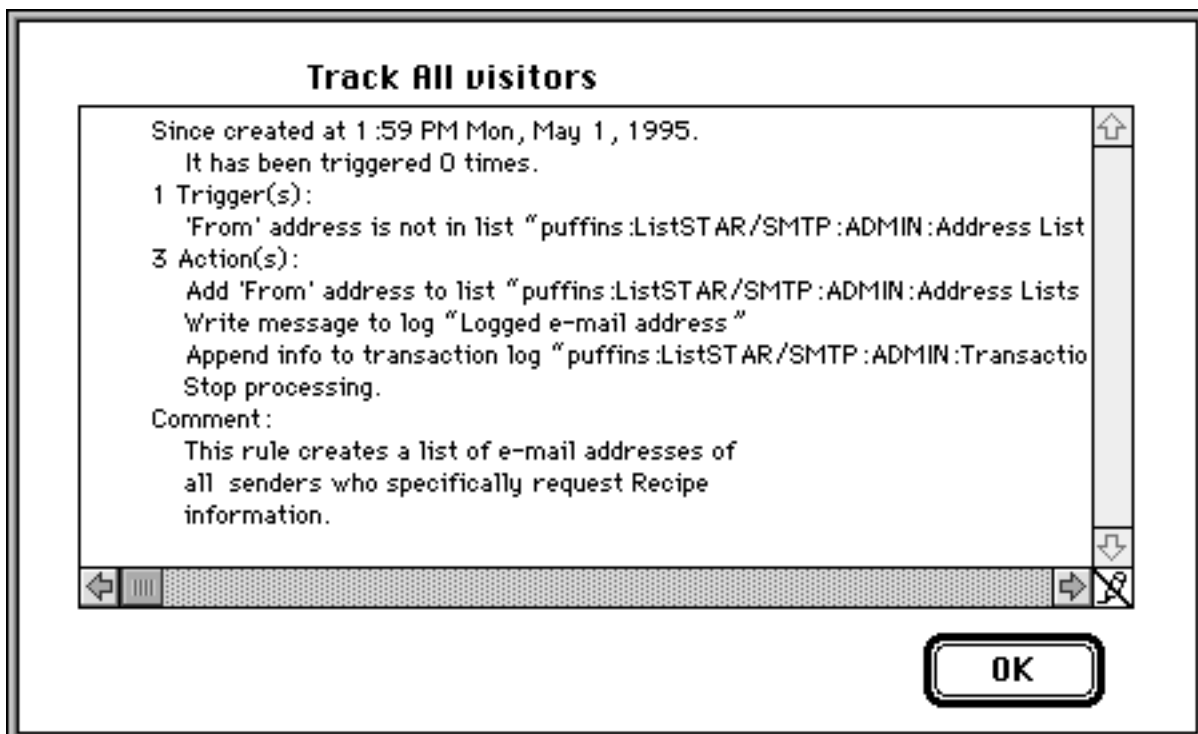 Track All visitors
Since created at 1:59 PM Mon, May 1, 1995.
It has been triggered 0 times.
1 Trigger(s):
'From' address is not in list "puffins:ListSTAR/SMTP:ADMIN:Address List
3 Action(s):
Add 'From' address to list "puffins:ListSTAR/SMTP:ADMIN:Address Lists
Write message to log "Logged e-mail address"
Append info to transaction log "puffins:ListSTAR/SMTP:ADMIN:Transactio
Stop processing.
Comment:
This rule creates a list of e-mail addresses of
all senders who specifically request Recipe
information.
OK